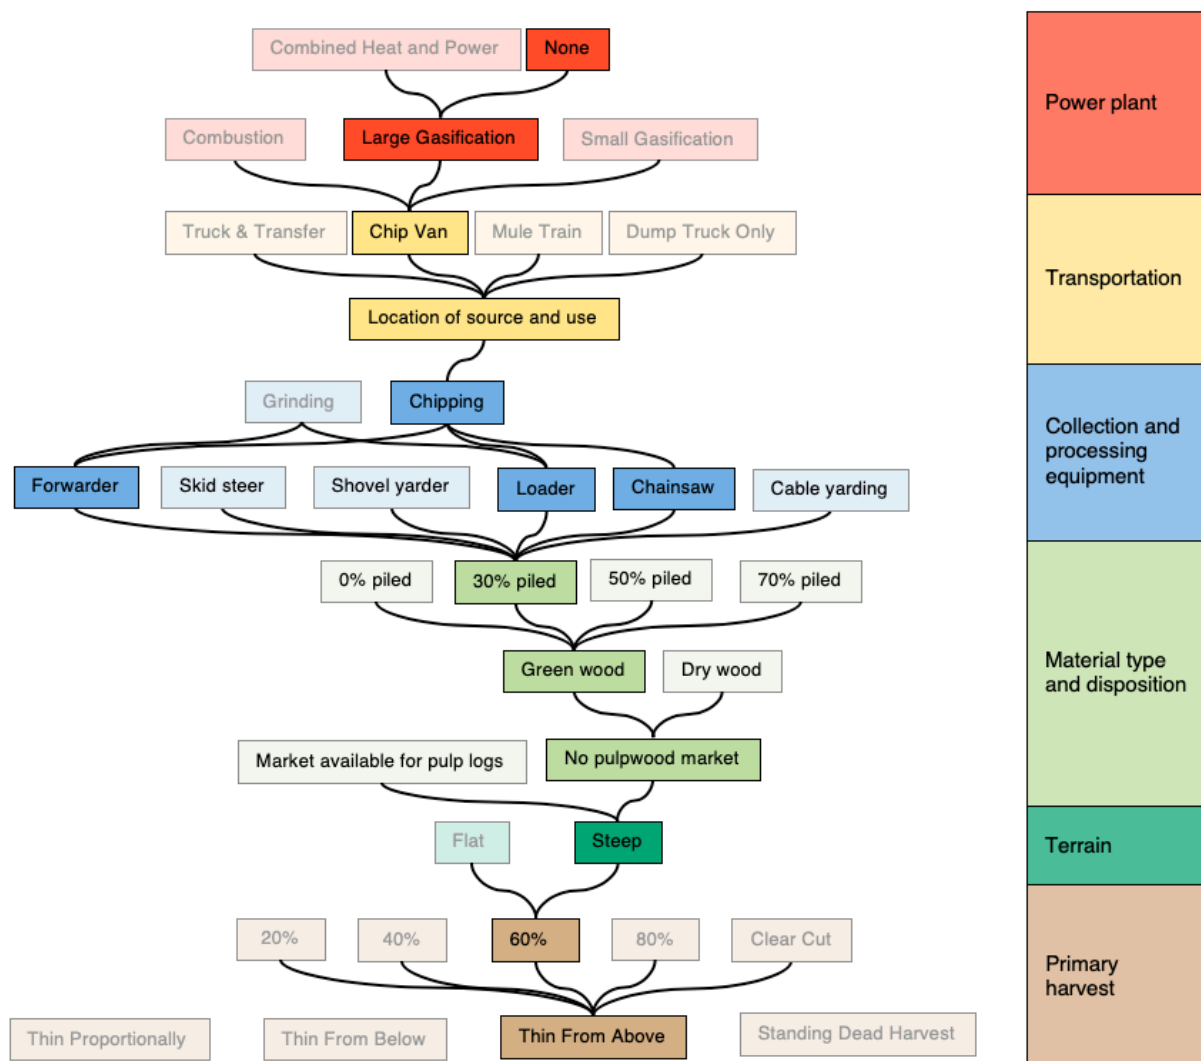 Combined Heat and Power
None
Power plant
Combustion
Large Gasification
Small Gasification
Truck & Transfer
Chip Van
Mule Train
Dump Truck Only
Transportation
Location of source and use
Grinding
Chipping
Collection and
processing
equipment
Forwarder
Skid steer
Shovel yarder
Loader
Chainsaw
Cable yarding
0% piled
30% piled
50% piled
70% piled
Green wood
Dry wood
Material type
and disposition
Market available for pulp logs
No pulpwood market
Flat
Steep
Terrain
20%
40%
60%
80%
Clear Cut
Primary
harvest
Thin Proportionally
Thin From Below
Thin From Above
Standing Dead Harvest